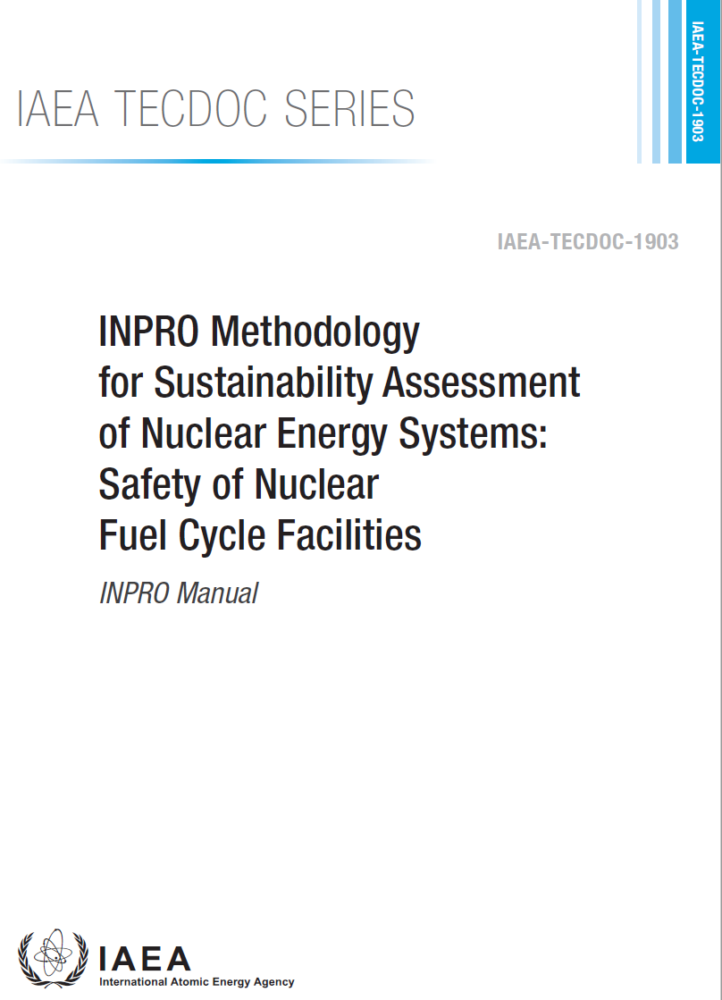 IAEA-TECDOC-1903
IAEA TECDOC SERIES
IAEA-TECDOC-1903
INPRO Methodology
for Sustainability Assessment
of Nuclear Energy Systems:
Safety of Nuclear
Fuel Cycle Facilities
INPRO Manual
IAEA
International Atomic Energy Agency